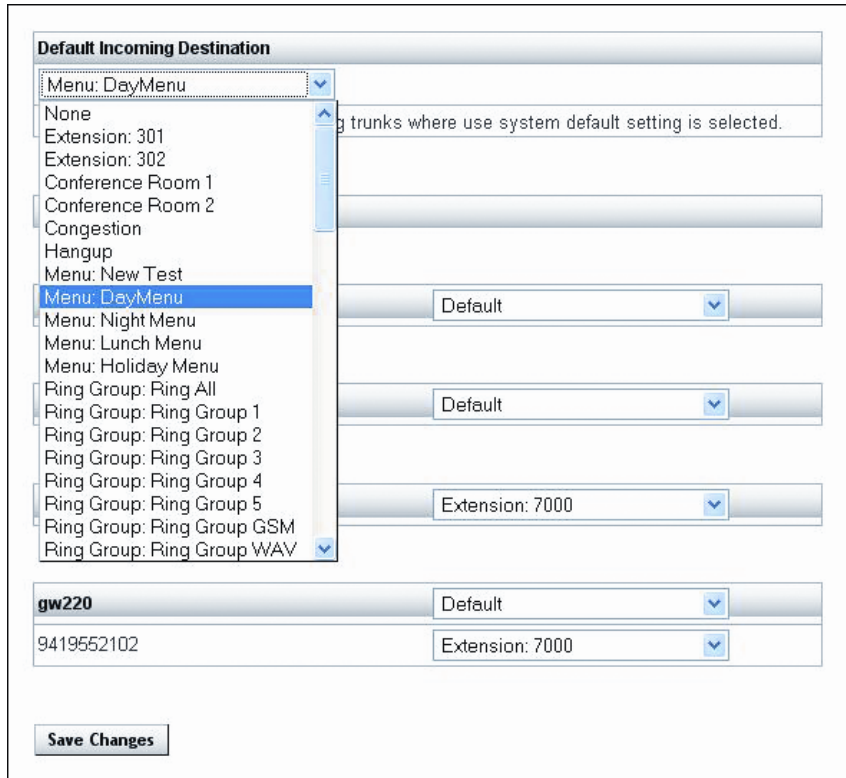 Default Incoming Destination
Menu: DayMenu
None
g trunks where use system default setting is selected.
Extension: 301
Extension: 302
Conference Room 1
Conference Room 2
Congestion
Hangup
Menu: New Test
Menu: DayMenu
Default
Menu: Night Menu
Menu: Lunch Menu
Menu: Holiday Menu
Ring Group: Ring All
Ring Group: Ring Group 1
Default
Ring Group: Ring Group 2
Ring Group: Ring Group 3
Ring Group: Ring Group 4
Ring Group: Ring Group 5
Extension: 7000
Ring Group: Ring Group GSM
Ring Group: Ring Group WAV
gw220 Default
9419552102 Extension: 7000
Save Changes